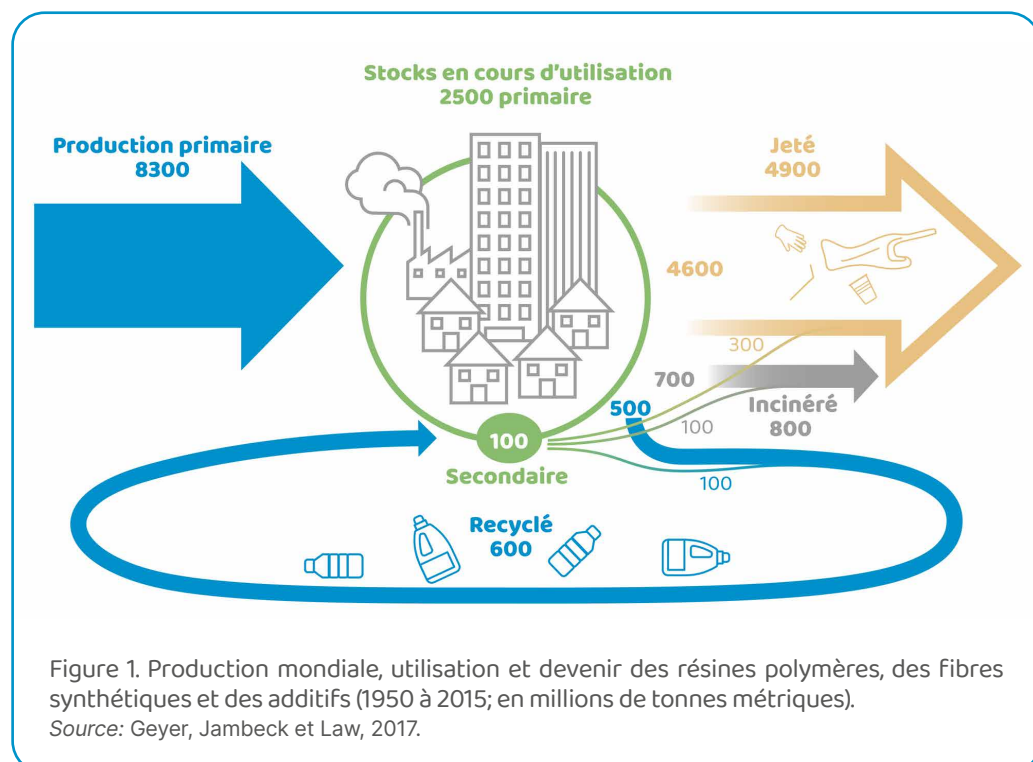 Stocks en cours d'utilisation
2500 primaire
Production primaire
8300
Jeté
4900
4600
300
700
500
Incinéré
800
100
100
Secondaire
100
Recyclé
600
Figure 1. Production mondiale, utilisation et devenir des résines polymères, des fibres
synthétiques et des additifs (1950 à 2015; en millions de tonnes métriques).
Source: Geyer, Jambeck et Law, 2017.